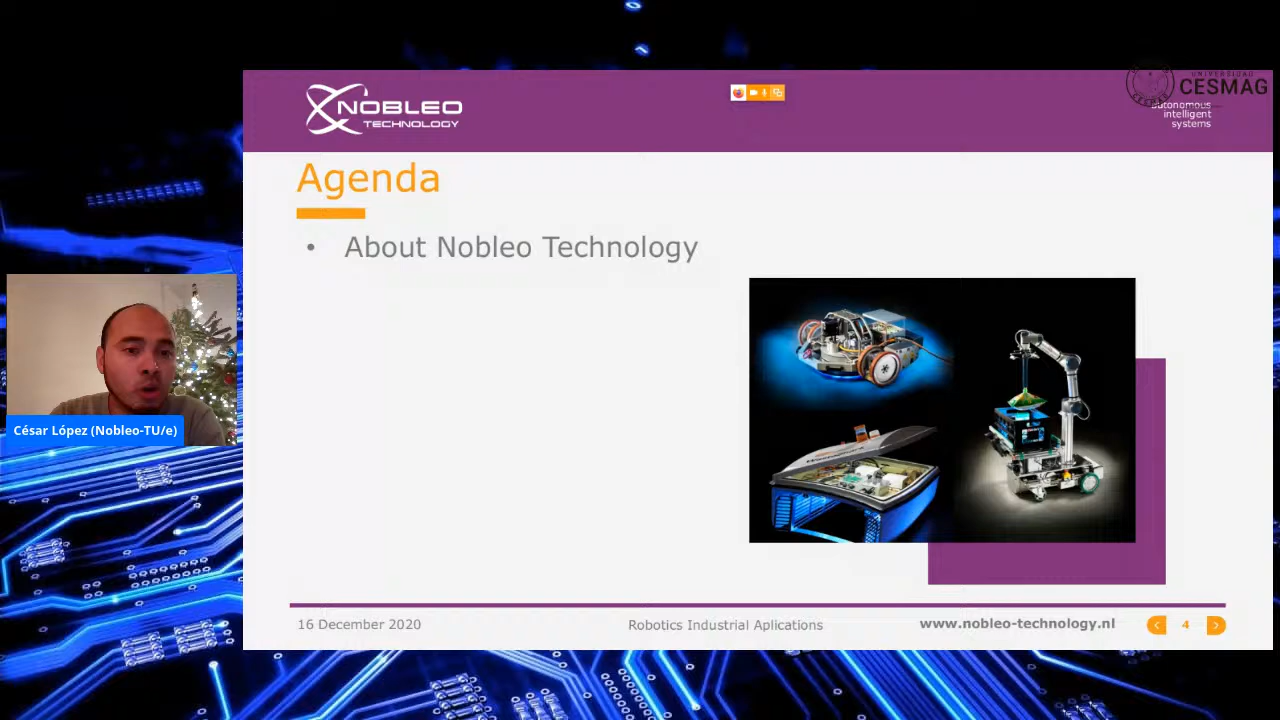 NOBLEO
TECHNOLOGY
UNIVERSIDAD
CESMAG
autonomous
intelligent
systems
Agenda
• About Nobleo Technology
César López (Nobleo-TU/e)
16 December 2020
Robotics Industrial Aplications
www.nobleo-technology.nl
4